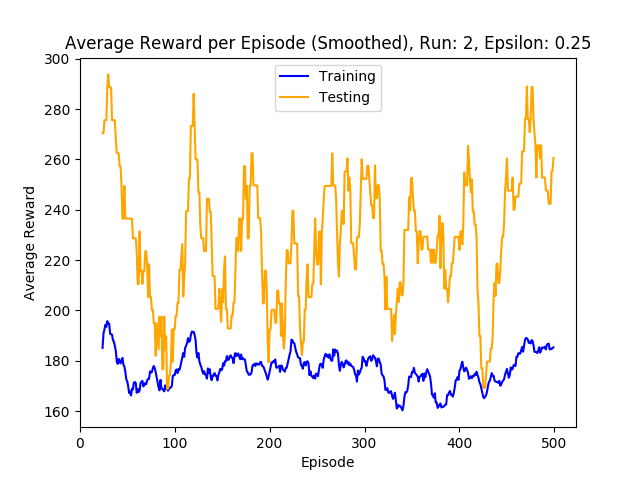 Average Reward per Episode (Smoothed), Run: 2, Epsilon: 0.25
Training
Testing
Average Reward
300
280
260
240
220
200
180
160
0
100
200
300
400
500
Episode